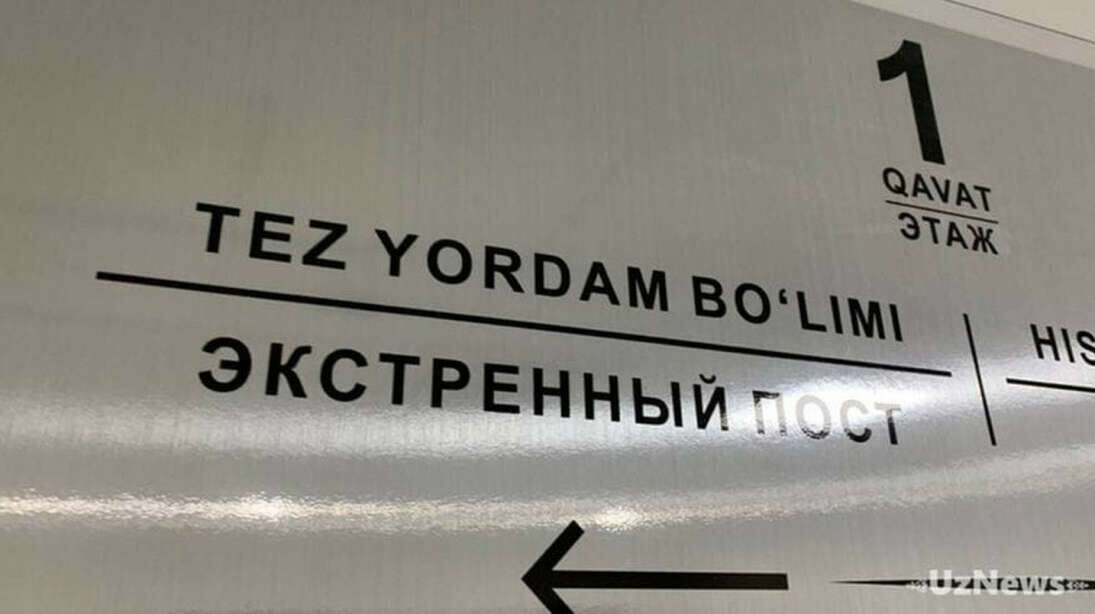 1
QAVAT
ЭТАЖ
TEZ YORDAM BO‘LIMI
ЭКСТРЕННЫЙ ПОСТ
UzNews